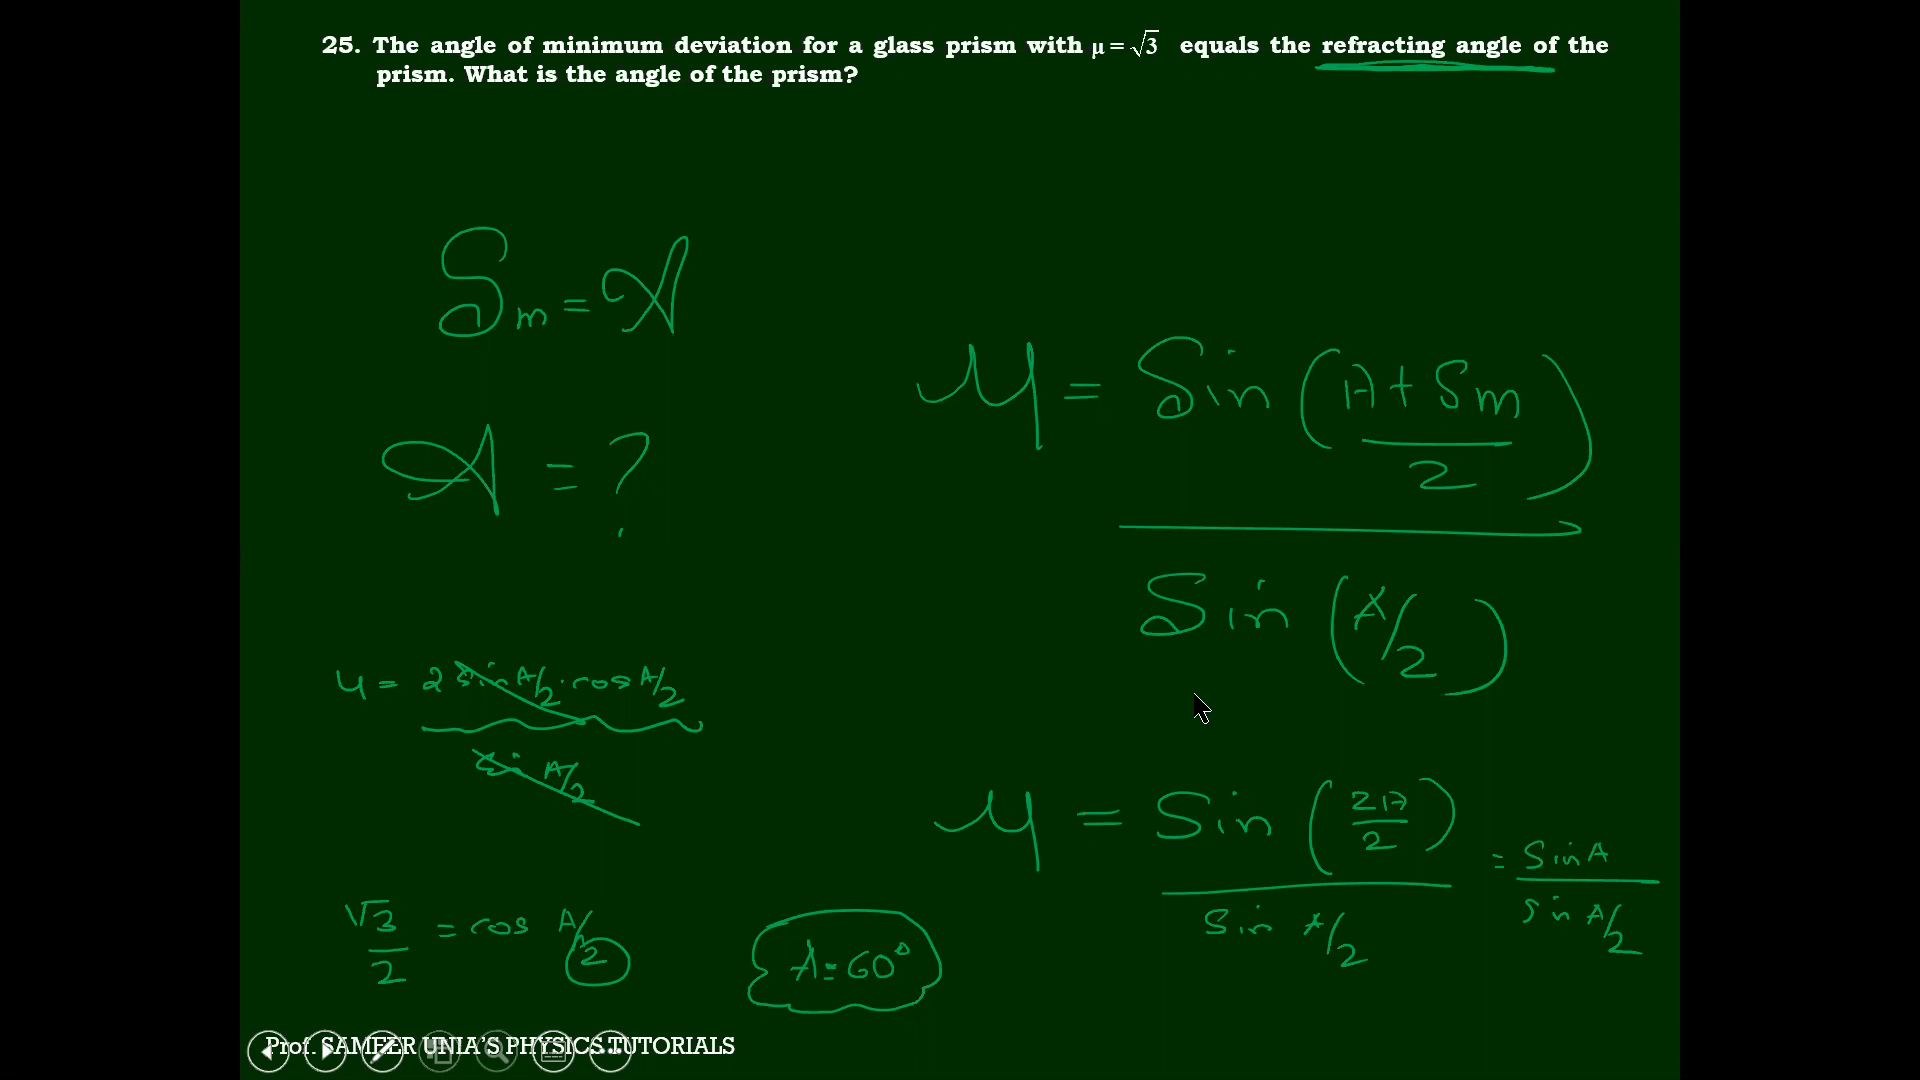 25. The angle of minimum deviation for a glass prism with μ = √3 equals the refracting angle of the
prism. What is the angle of the prism?
δm = A
A = ?
μ = Sin (A + δm / 2) / Sin (A/2)
μ = 2 sin A/2 · cos A/2 / sin A/2
μ = Sin (2A / 2) / Sin A/2 = Sin A / Sin A/2
√3 / 2 = cos A/2
A = 60°
Prof. SAMEER UNIA'S PHYSICS TUTORIALS